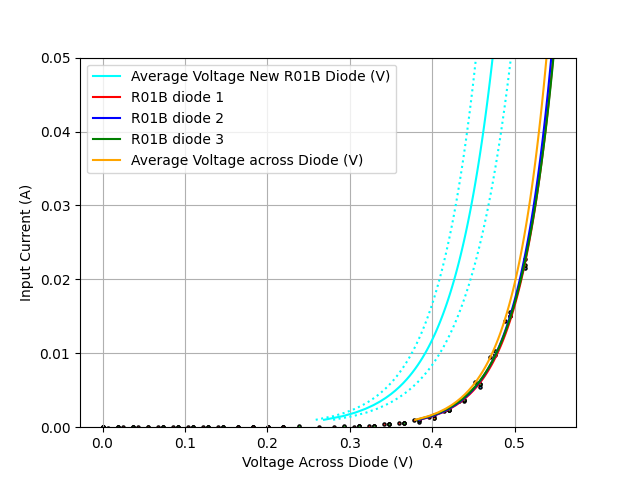 0.05
0.04
0.03
0.02
0.01
0.00
Input Current (A)
Average Voltage New R01B Diode (V)
R01B diode 1
R01B diode 2
R01B diode 3
Average Voltage across Diode (V)
0.0 0.1 0.2 0.3 0.4 0.5
Voltage Across Diode (V)